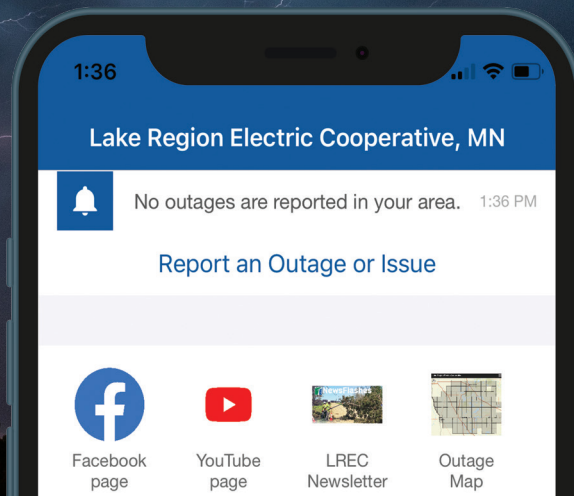 1:36
Lake Region Electric Cooperative, MN
No outages are reported in your area. 1:36 PM
Report an Outage or Issue
NewsFlashes
Facebook page
YouTube page
LREC Newsletter
Outage Map